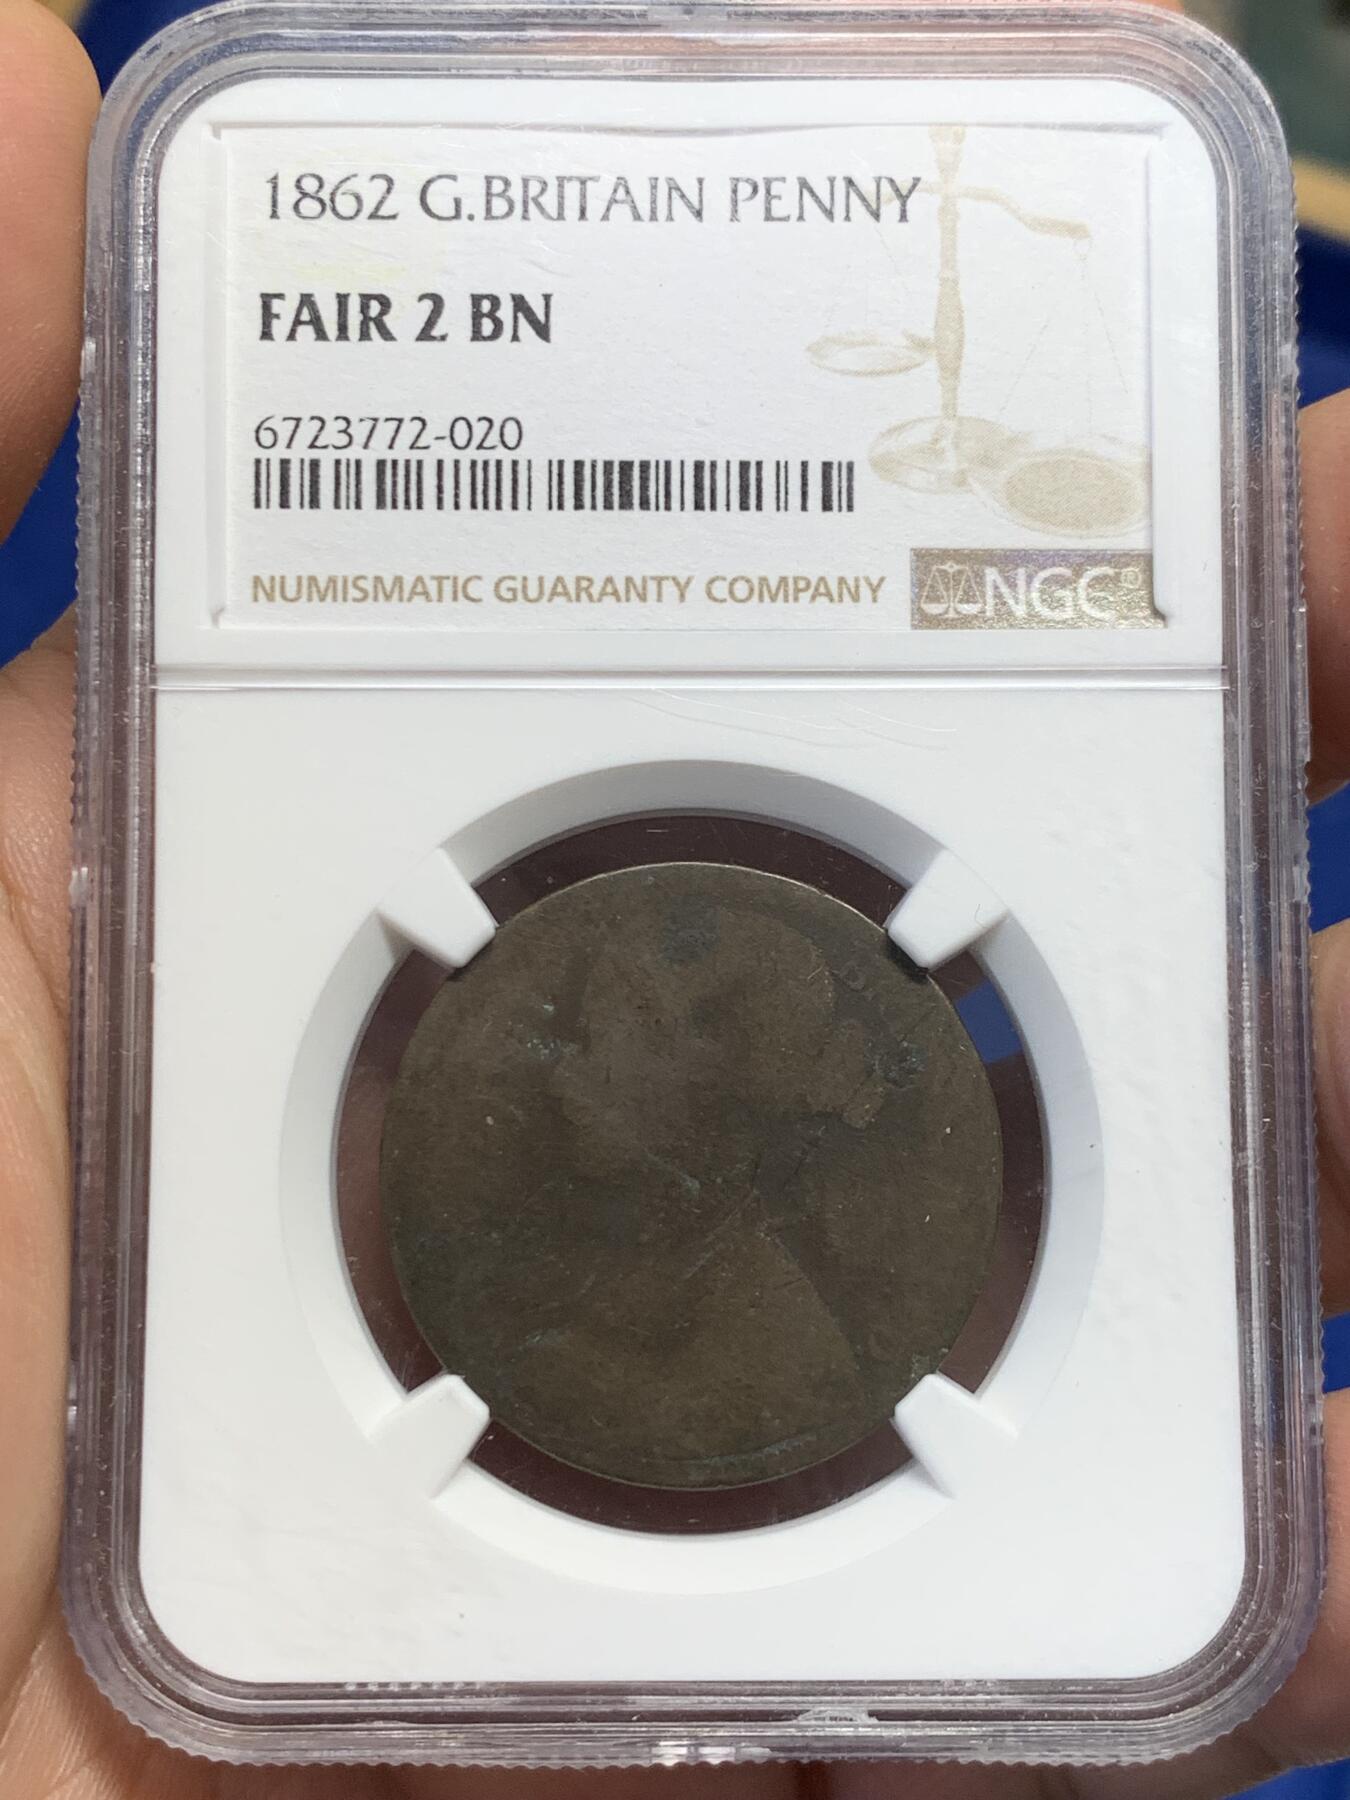 1862 G.BRITAIN PENNY
FAIR 2 BN
6723772-020
NUMISMATIC GUARANTY COMPANY
NGC®